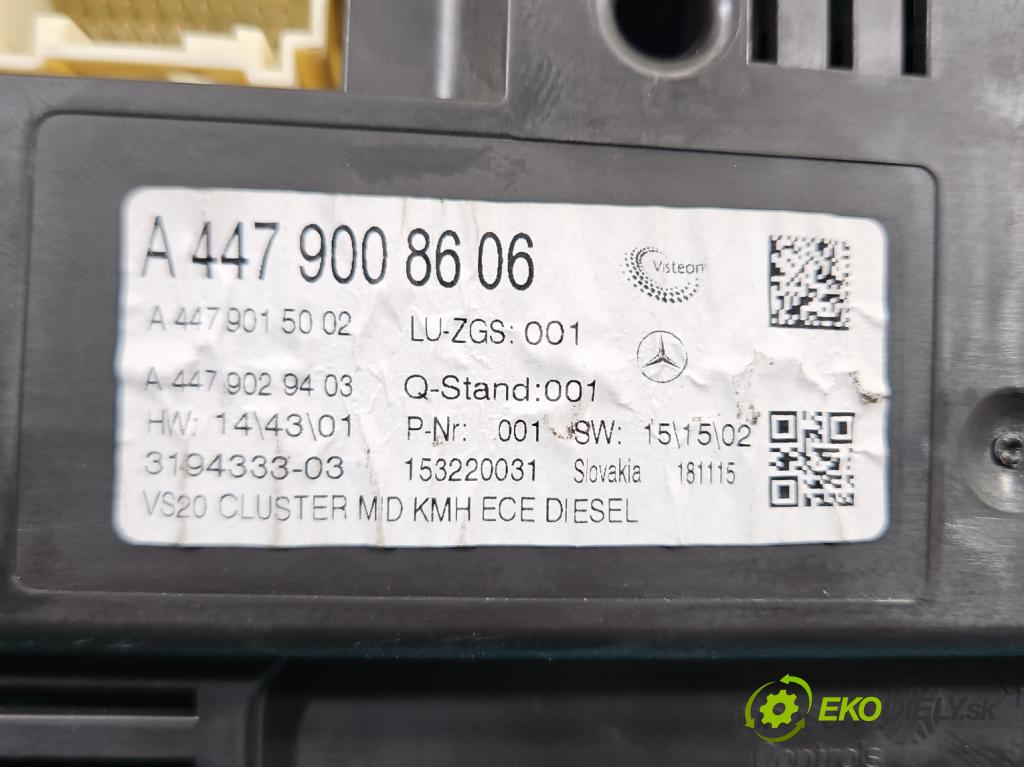 A 447 900 86 06
Visteon
A 447 901 50 02 LU-ZGS: 001
A 447 902 94 03 Q-Stand:001
HW: 14\43\01 P-Nr: 001 SW: 15\15\02
3194333-03 153220031 Slovakia 181115
VS20 CLUSTER MID KMH ECE DIESEL
EKODIELY.sk
Controls